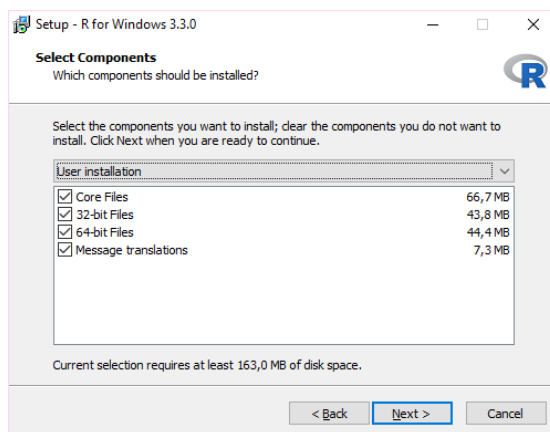 Setup - R for Windows 3.3.0
Select Components
Which components should be installed?
R
Select the components you want to install; clear the components you do not want to
install. Click Next when you are ready to continue.
User installation
Core Files 66,7 MB
32-bit Files 43,8 MB
64-bit Files 44,4 MB
Message translations 7,3 MB
Current selection requires at least 163,0 MB of disk space.
< Back Next > Cancel